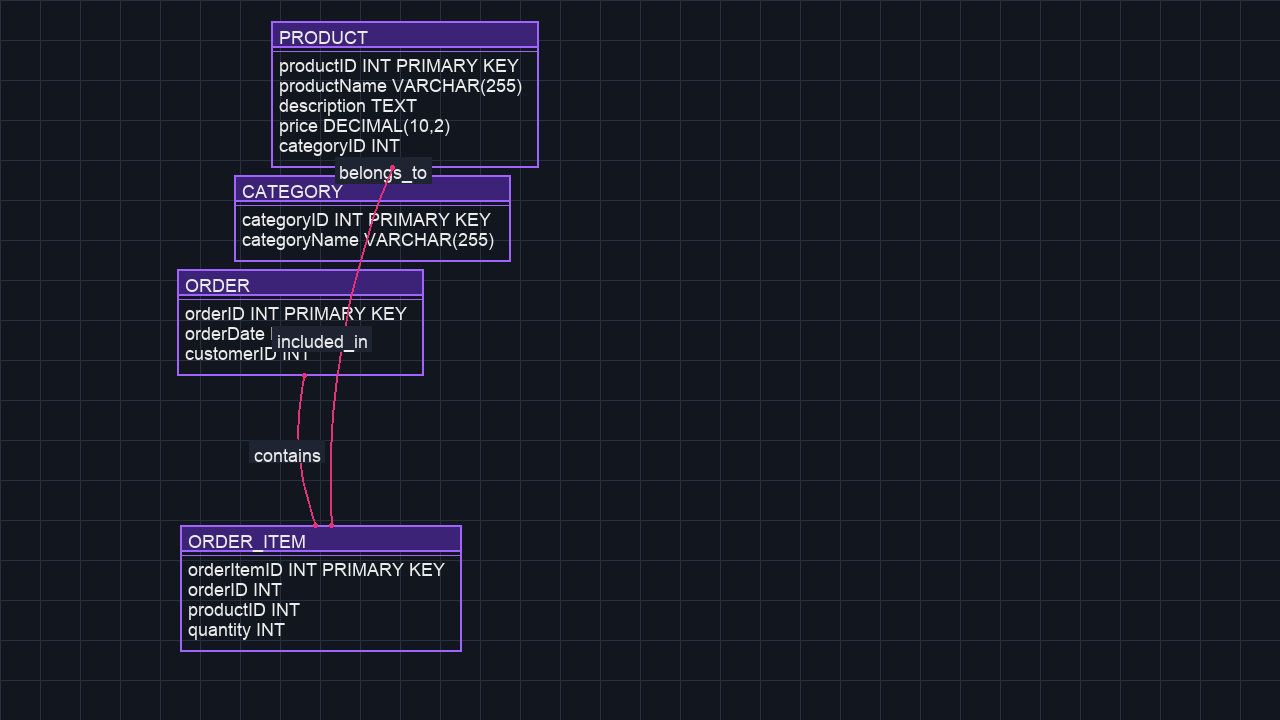 PRODUCT
productID INT PRIMARY KEY
productName VARCHAR(255)
description TEXT
price DECIMAL(10,2)
categoryID INT
belongs_to
CATEGORY
categoryID INT PRIMARY KEY
categoryName VARCHAR(255)
ORDER
orderID INT PRIMARY KEY
orderDate
included_in
customerID INT
contains
ORDER_ITEM
orderItemID INT PRIMARY KEY
orderID INT
productID INT
quantity INT